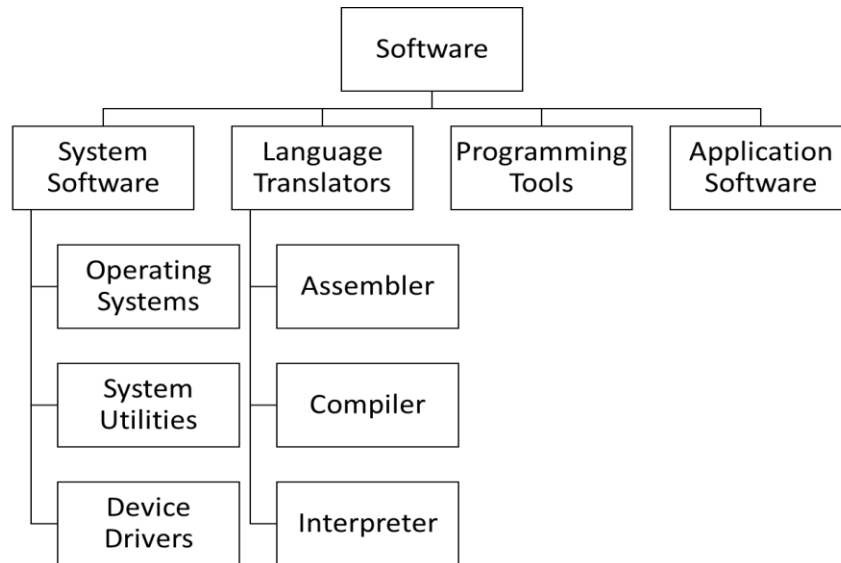 Software
System
Software
Language
Translators
Programming
Tools
Application
Software
Operating
Systems
Assembler
System
Utilities
Compiler
Device
Drivers
Interpreter